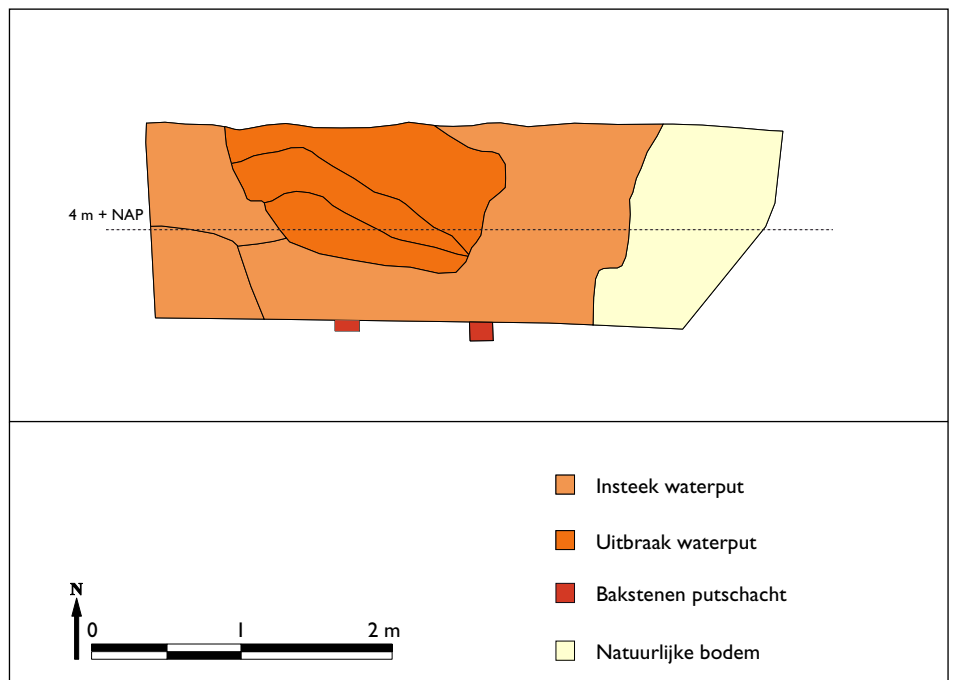 4 m + NAP
Insteek waterput
Uitbraak waterput
Bakstenen putschacht
Natuurlijke bodem
N
0 1 2 m